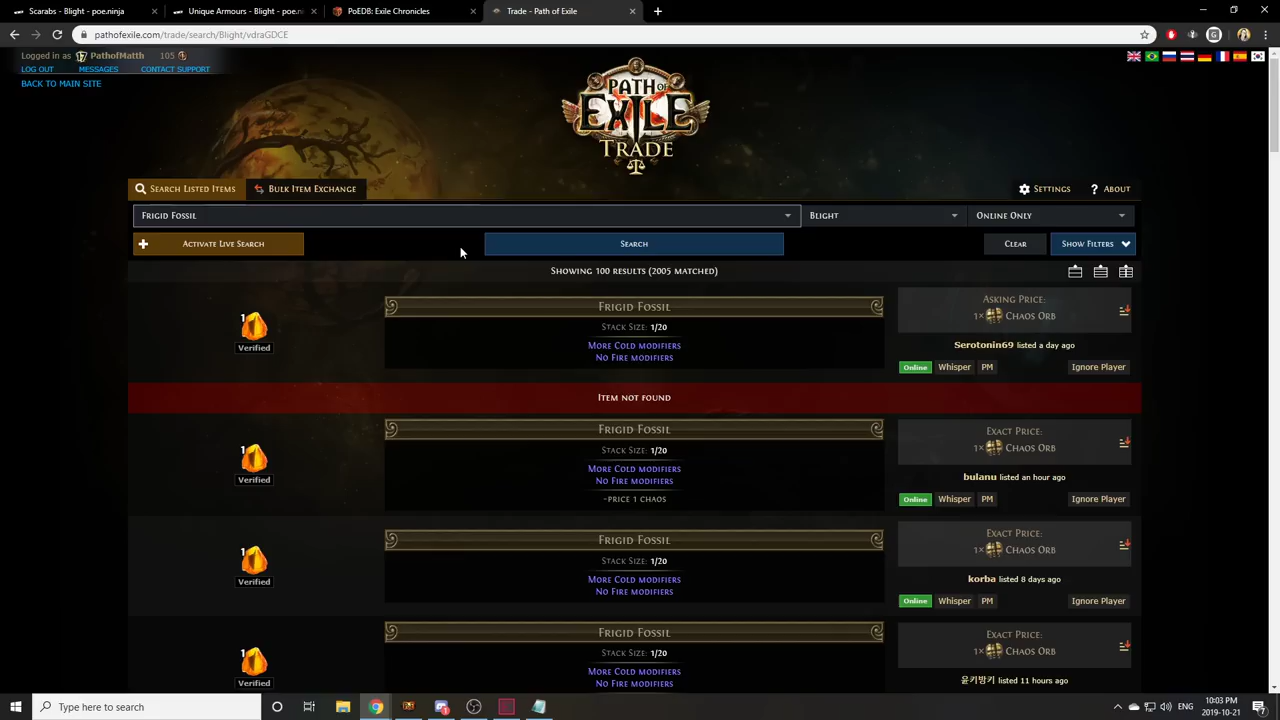 Scarabs - Blight - poe.ninja
Unique Armours - Blight - poe.n
PoEDB: Exile Chronicles
Trade - Path of Exile
pathofexile.com/trade/search/Blight/vdraGDCE
Logged in as 17 PathofMatth 105
LOG OUT MESSAGES CONTACT SUPPORT
BACK TO MAIN SITE
PATH OF
EXILE
TRADE
Search Listed Items
Bulk Item Exchange
Settings
? About
Frigid Fossil
Blight
Online Only
Activate Live Search
Search
Clear
Show Filters
Showing 100 results (2005 matched)
1
Verified
Frigid Fossil
Stack Size: 1/20
More Cold modifiers
No Fire modifiers
Asking Price:
1× Chaos Orb
Serotonin69 listed a day ago
Online Whisper PM Ignore Player
Item not found
1
Verified
Frigid Fossil
Stack Size: 1/20
More Cold modifiers
No Fire modifiers
~price 1 chaos
Exact Price:
1× Chaos Orb
bulanu listed an hour ago
Online Whisper PM Ignore Player
1
Verified
Frigid Fossil
Stack Size: 1/20
More Cold modifiers
No Fire modifiers
Exact Price:
1× Chaos Orb
korba listed 8 days ago
Online Whisper PM Ignore Player
1
Verified
Frigid Fossil
Stack Size: 1/20
More Cold modifiers
No Fire modifiers
Exact Price:
1× Chaos Orb
윤키방키 listed 11 hours ago
Type here to search
10:03 PM
2019-10-21